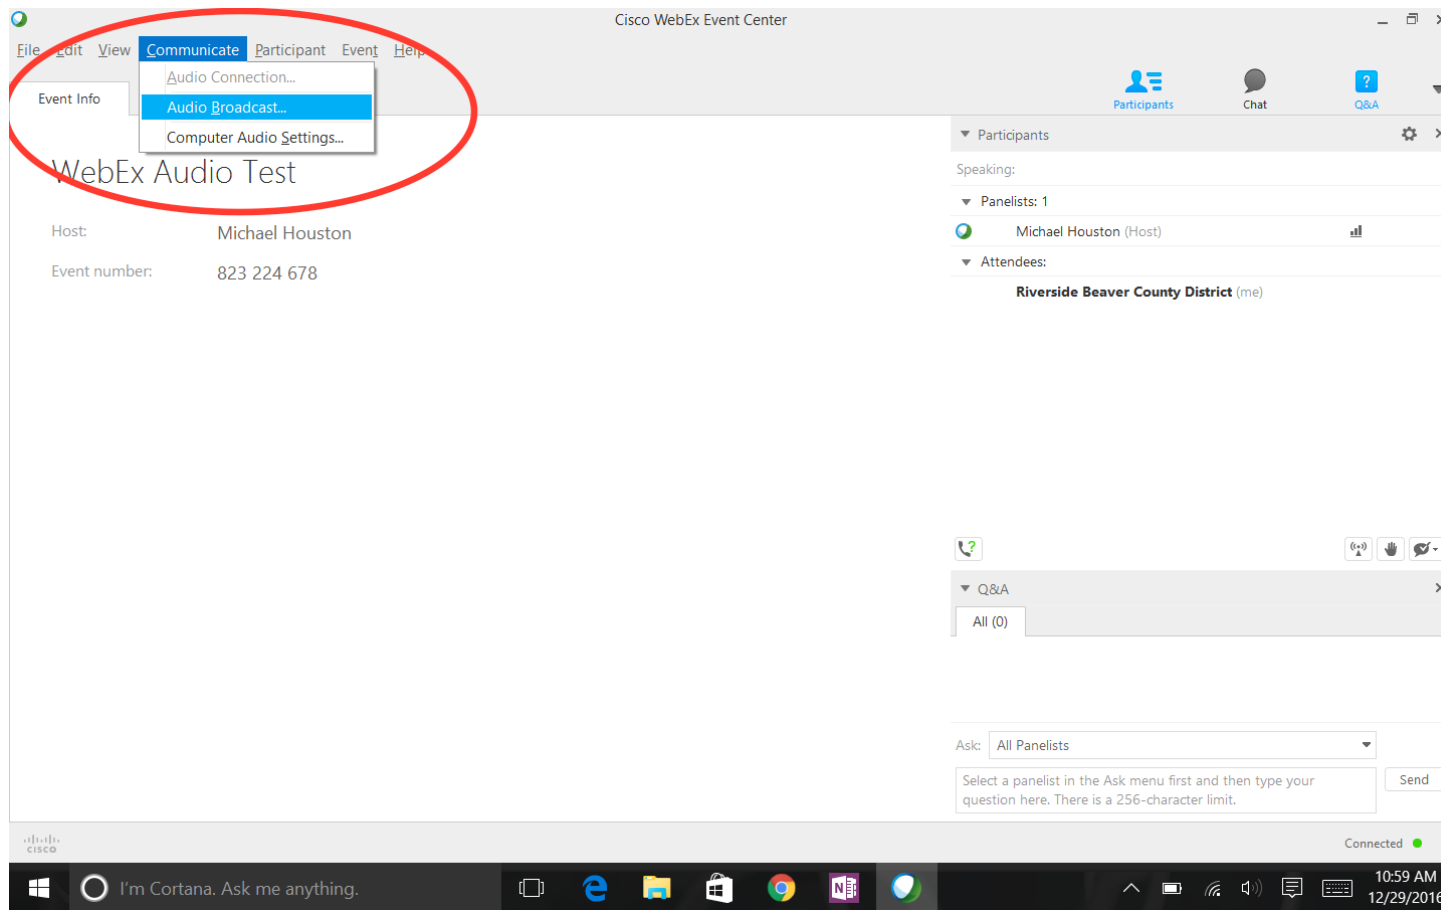 Cisco WebEx Event Center
File Edit View Communicate Participant Event Help
Audio Connection...
Audio Broadcast...
Computer Audio Settings...
Event Info
Participants Chat Q&A
WebEx Audio Test
Host: Michael Houston
Event number: 823 224 678
Participants
Speaking:
Panelists: 1
Michael Houston (Host)
Attendees:
Riverside Beaver County District (me)
Q&A
All (0)
Ask: All Panelists
Select a panelist in the Ask menu first and then type your
question here. There is a 256-character limit.
Send
CISCO
Connected
I'm Cortana. Ask me anything.
10:59 AM
12/29/2016